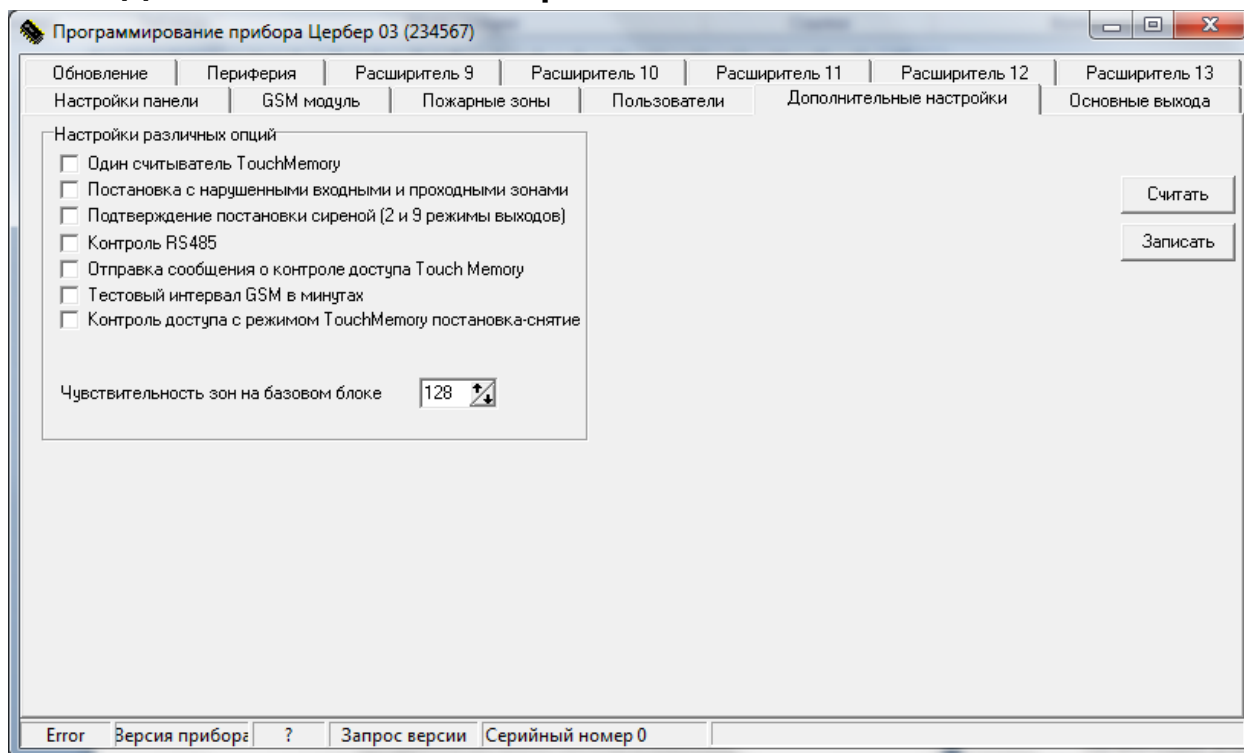 Программирование прибора Цербер 03 (234567)
Обновление Периферия Расширитель 9 Расширитель 10 Расширитель 11 Расширитель 12 Расширитель 13
Настройки панели GSM модуль Пожарные зоны Пользователи Дополнительные настройки Основные выхода
Настройки различных опций
Один считыватель TouchMemory
Постановка с нарушенными входными и проходными зонами
Считать
Подтверждение постановки сиреной (2 и 9 режимы выходов)
Контроль RS485
Записать
Отправка сообщения о контроле доступа Touch Memory
Тестовый интервал GSM в минутах
Контроль доступа с режимом TouchMemory постановка-снятие
Чувствительность зон на базовом блоке 128
Error Версия прибора ? Запрос версии Серийный номер 0